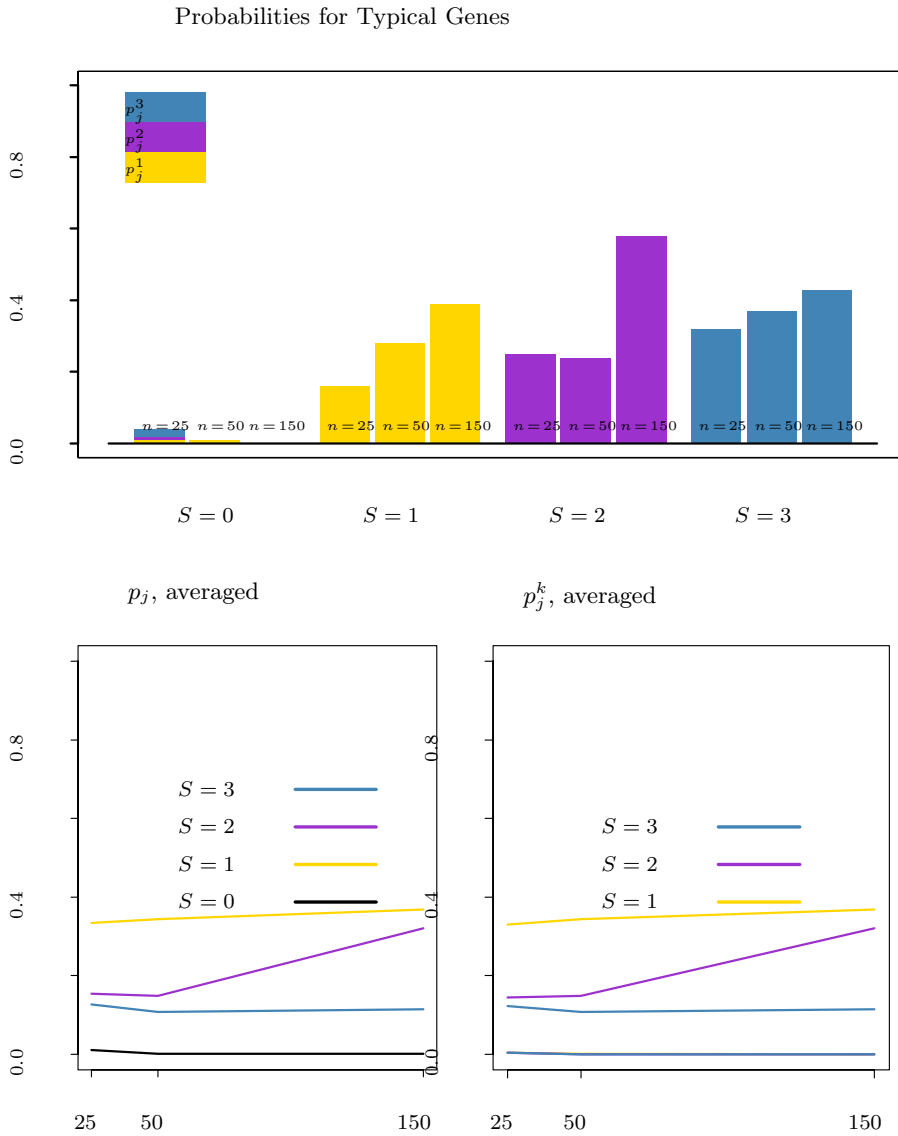 Probabilities for Typical Genes
0.8
0.4
0.0
p_j^3
p_j^2
p_j^1
n = 25 n = 50 n = 150 n = 25 n = 50 n = 150 n = 25 n = 50 n = 150 n = 25 n = 50 n = 150
S = 0 S = 1 S = 2 S = 3
p_j, averaged
0.8
0.4
0.0
S = 3
S = 2
S = 1
S = 0
25 50 150
p_j^k, averaged
0.8
0.4
0.0
S = 3
S = 2
S = 1
25 50 150